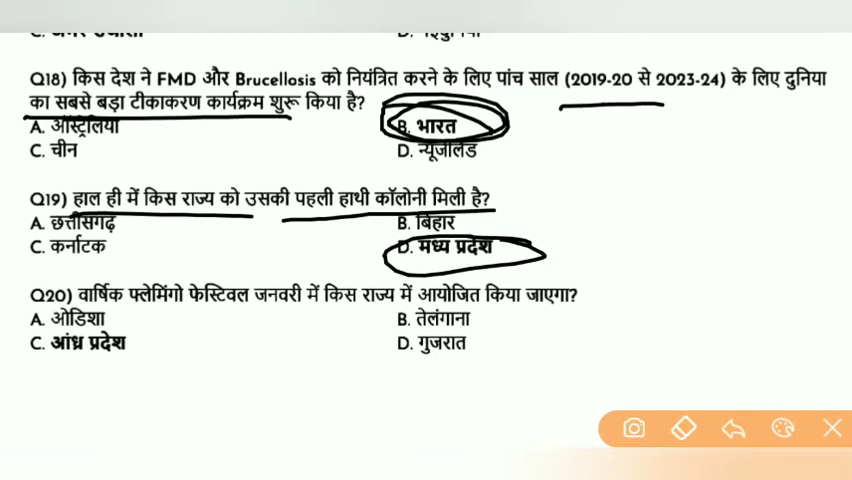 Q18) किस देश ने FMD और Brucellosis को नियंत्रित करने के लिए पांच साल (2019-20 से 2023-24) के लिए दुनिया
का सबसे बड़ा टीकाकरण कार्यक्रम शुरू किया है?
A. ऑस्ट्रेलिया B. भारत
C. चीन D. न्यूजीलैंड
Q19) हाल ही में किस राज्य को उसकी पहली हाथी कॉलोनी मिली है?
A. छत्तीसगढ़ B. बिहार
C. कर्नाटक D. मध्य प्रदेश
Q20) वार्षिक फ्लेमिंगो फेस्टिवल जनवरी में किस राज्य में आयोजित किया जाएगा?
A. ओडिशा B. तेलंगाना
C. आंध्र प्रदेश D. गुजरात